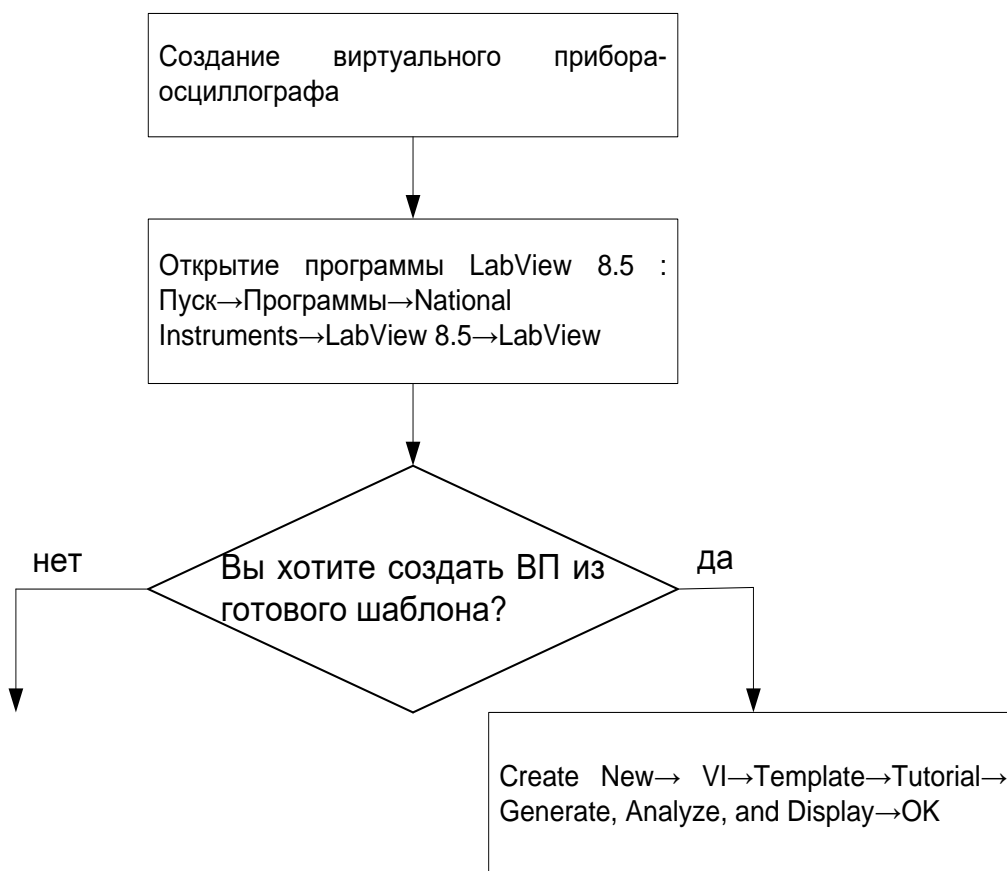 Создание виртуального прибора-
осциллографа
Открытие программы LabView 8.5 :
Пуск→Программы→National
Instruments→LabView 8.5→LabView
нет
да
Вы хотите создать ВП из
готового шаблона?
Create New→ VI→Template→Tutorial→
Generate, Analyze, and Display→OK